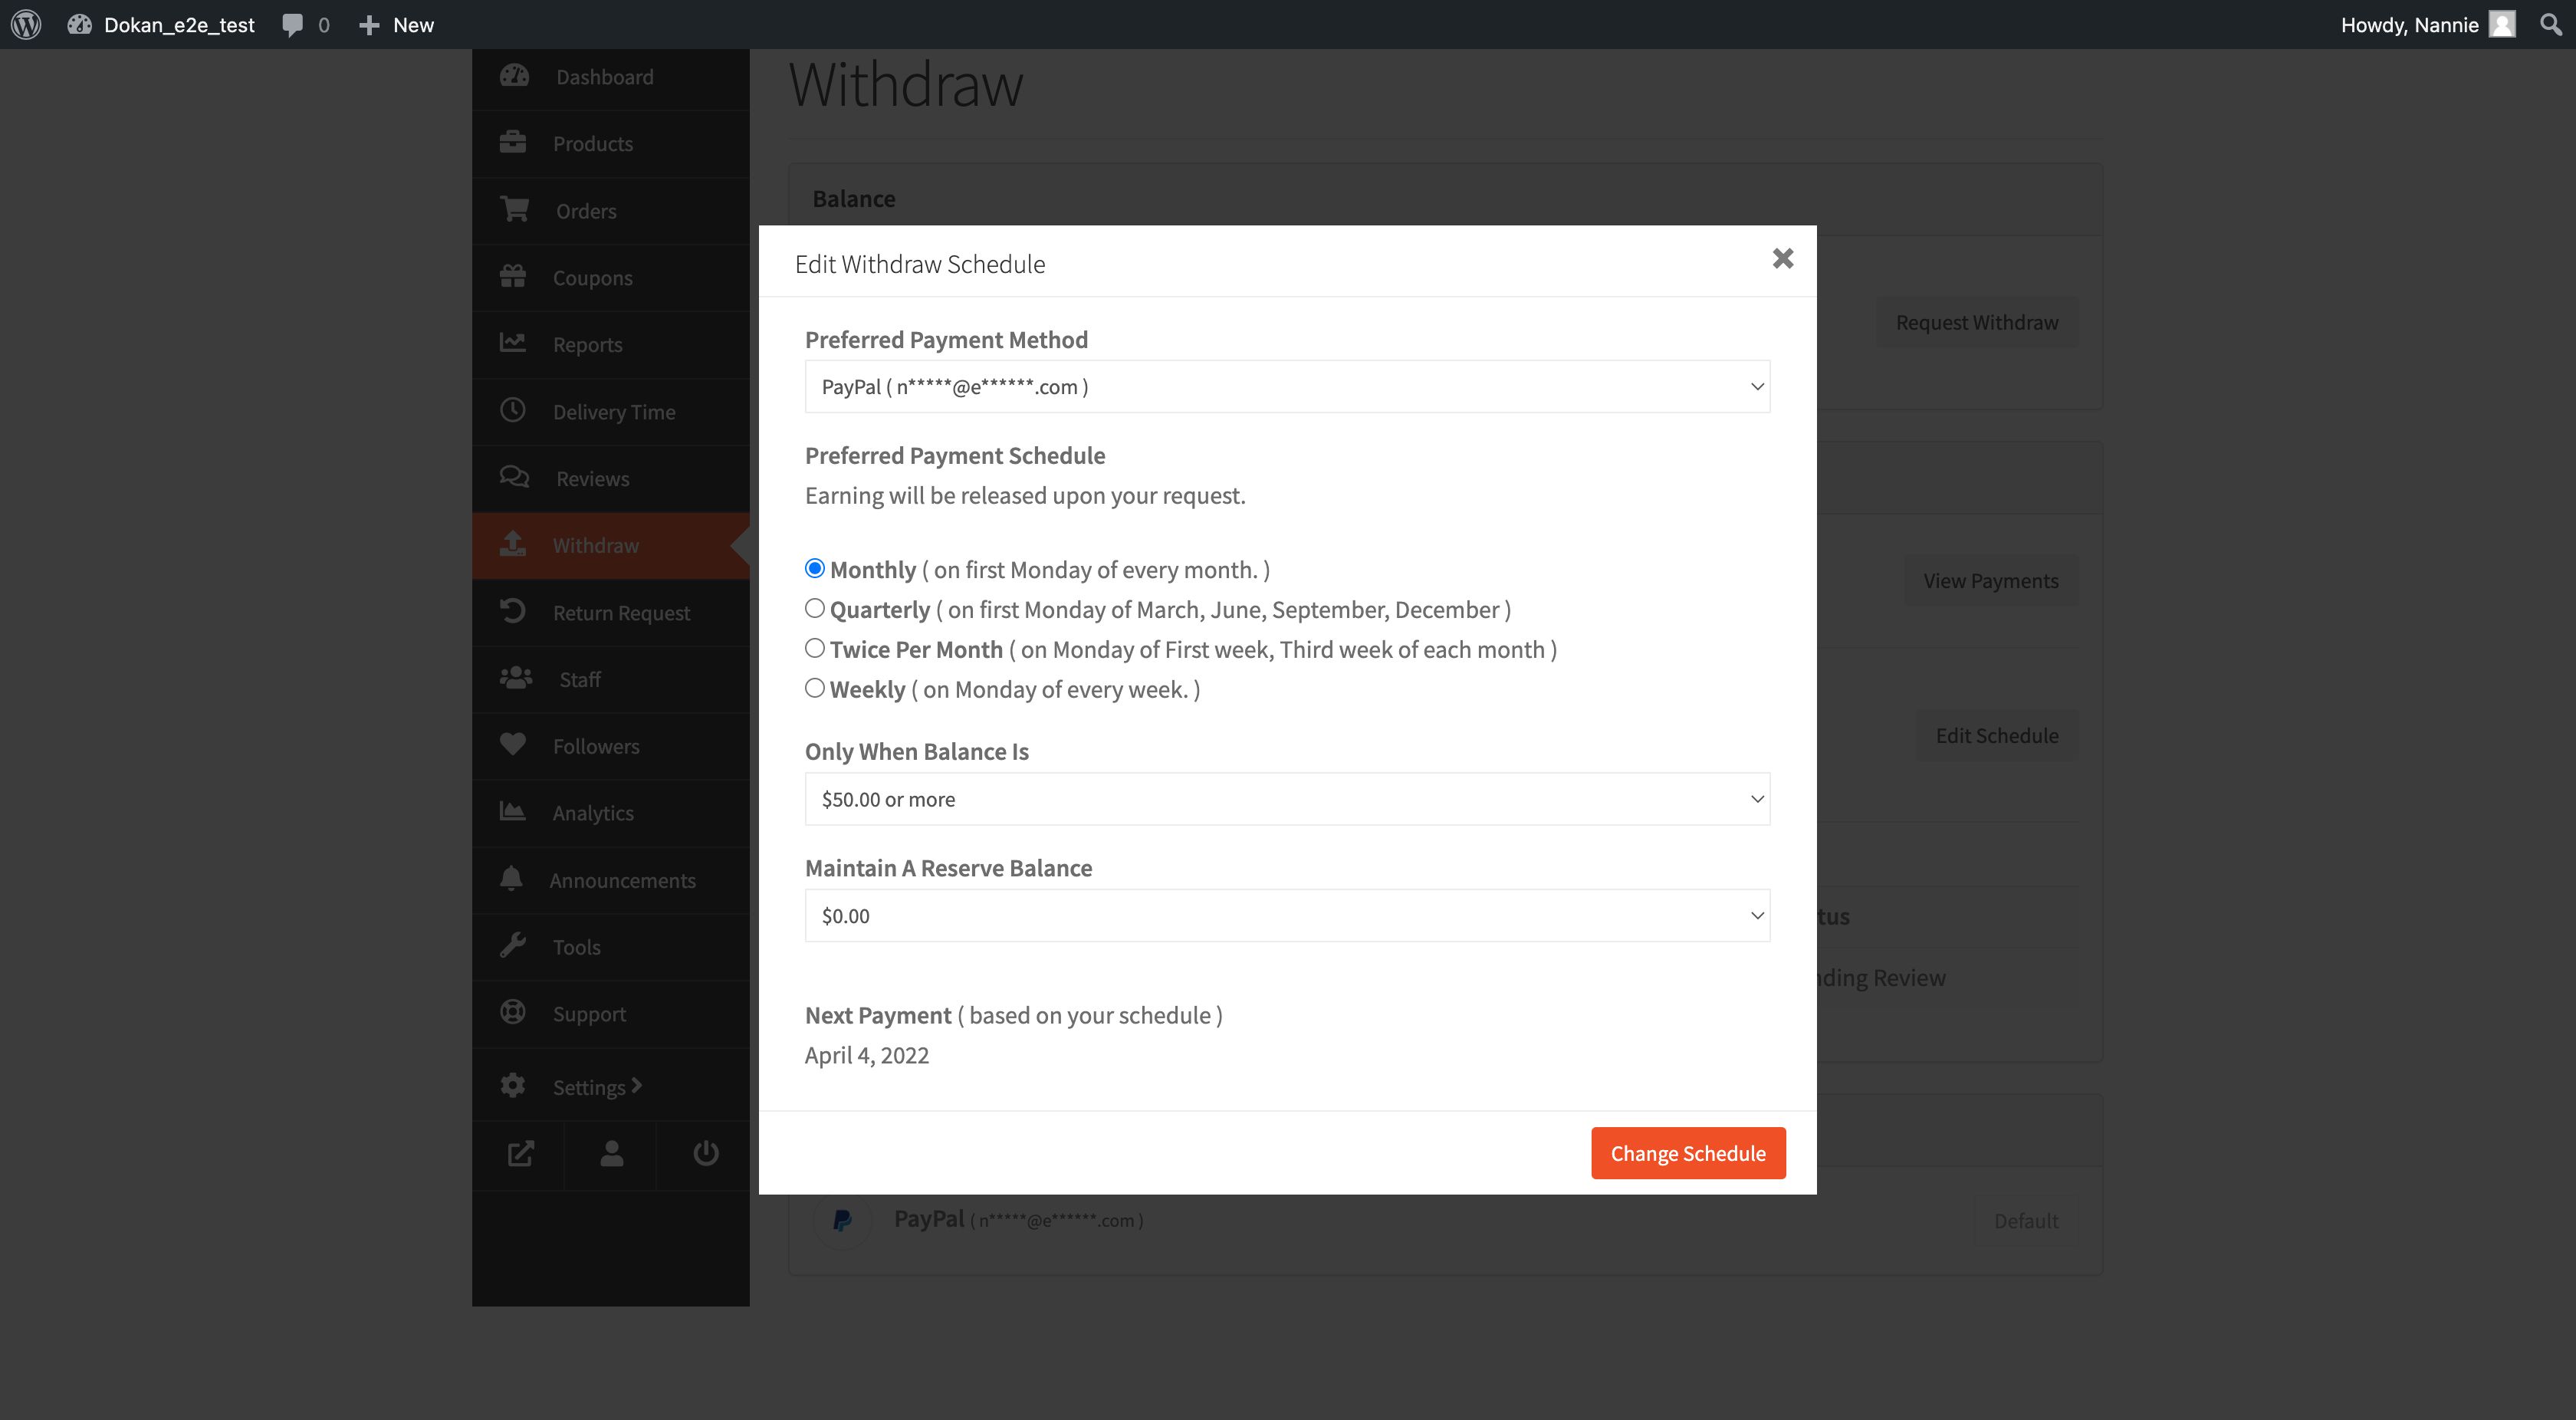 Dokan_e2e_test 0 New Howdy, Nannie
Dashboard
Products
Orders
Coupons
Reports
Delivery Time
Reviews
Withdraw
Return Request
Staff
Followers
Analytics
Announcements
Tools
Support
Settings
Withdraw
Balance
Request Withdraw
View Payments
Edit Schedule
tus
nding Review
PayPal ( n*****@e******.com )
Default
Edit Withdraw Schedule
Preferred Payment Method
PayPal ( n*****@e******.com )
Preferred Payment Schedule
Earning will be released upon your request.
Monthly ( on first Monday of every month. )
Quarterly ( on first Monday of March, June, September, December )
Twice Per Month ( on Monday of First week, Third week of each month )
Weekly ( on Monday of every week. )
Only When Balance Is
$50.00 or more
Maintain A Reserve Balance
$0.00
Next Payment ( based on your schedule )
April 4, 2022
Change Schedule